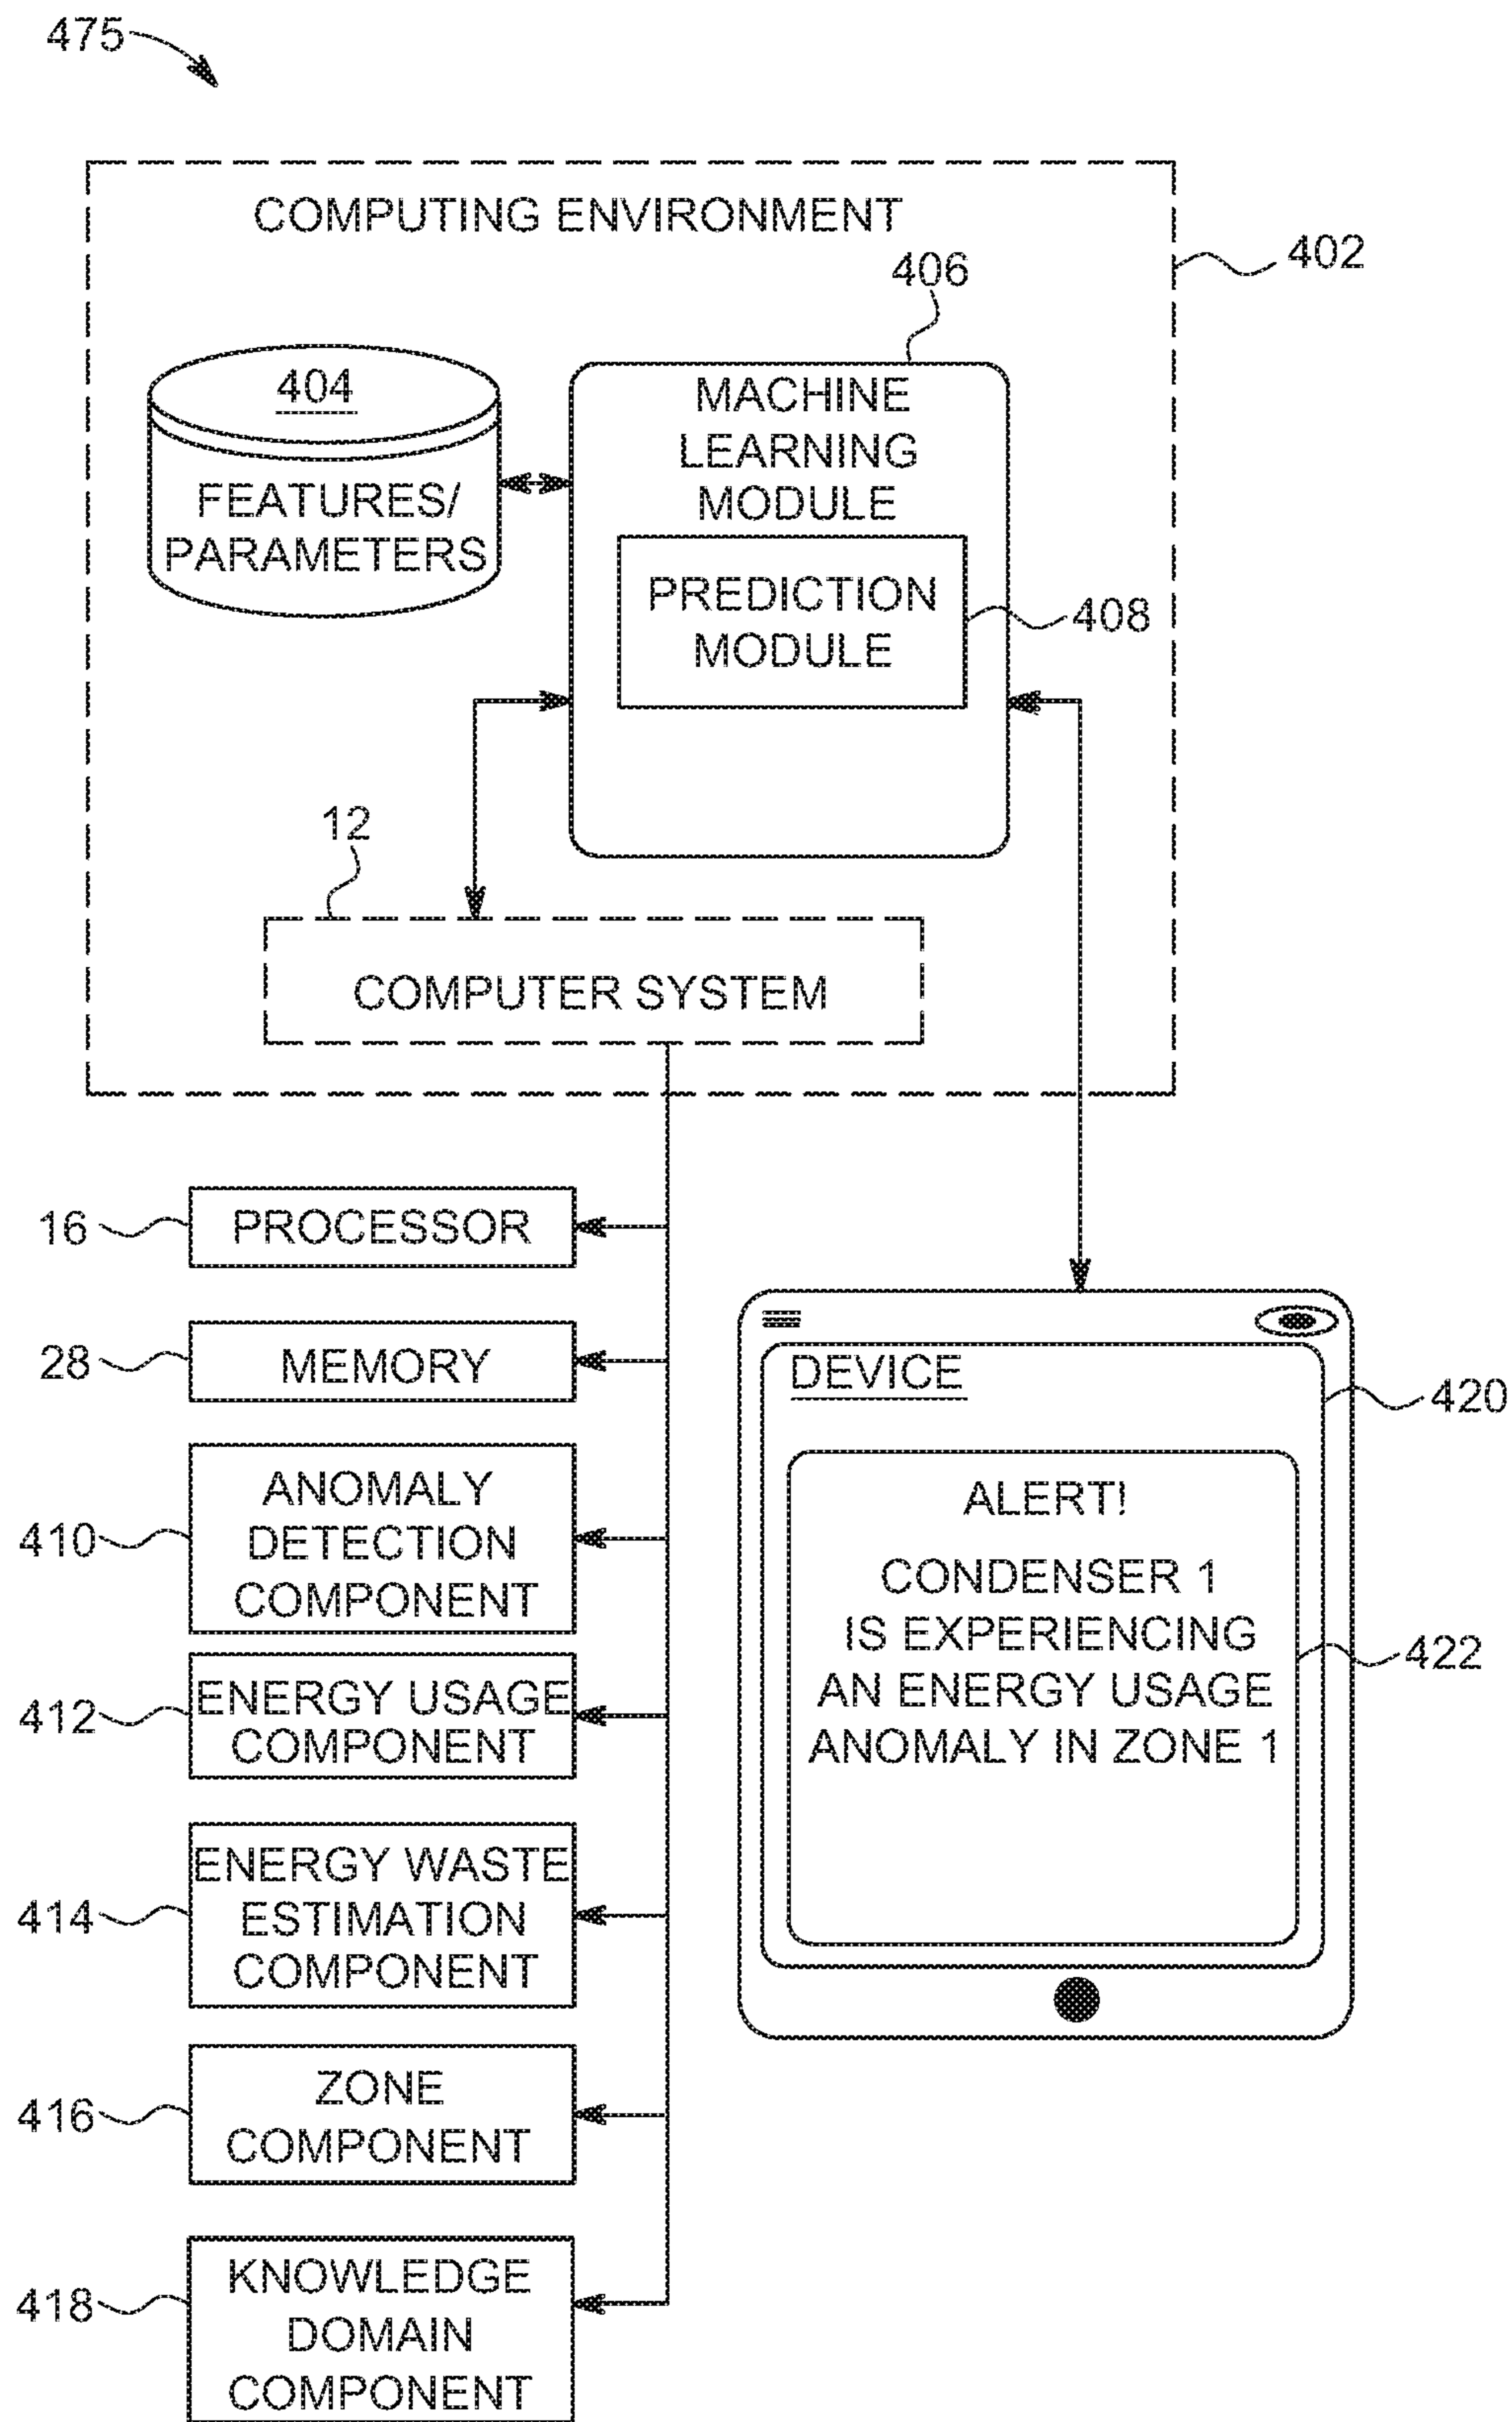 475
COMPUTING ENVIRONMENT
402
406
404
FEATURES/
PARAMETERS
MACHINE
LEARNING
MODULE
PREDICTION
MODULE
408
12
COMPUTER SYSTEM
16
PROCESSOR
28
MEMORY
410
ANOMALY
DETECTION
COMPONENT
412
ENERGY USAGE
COMPONENT
414
ENERGY WASTE
ESTIMATION
COMPONENT
416
ZONE
COMPONENT
418
KNOWLEDGE
DOMAIN
COMPONENT
DEVICE
420
ALERT!
CONDENSER 1
IS EXPERIENCING
AN ENERGY USAGE
ANOMALY IN ZONE 1
422